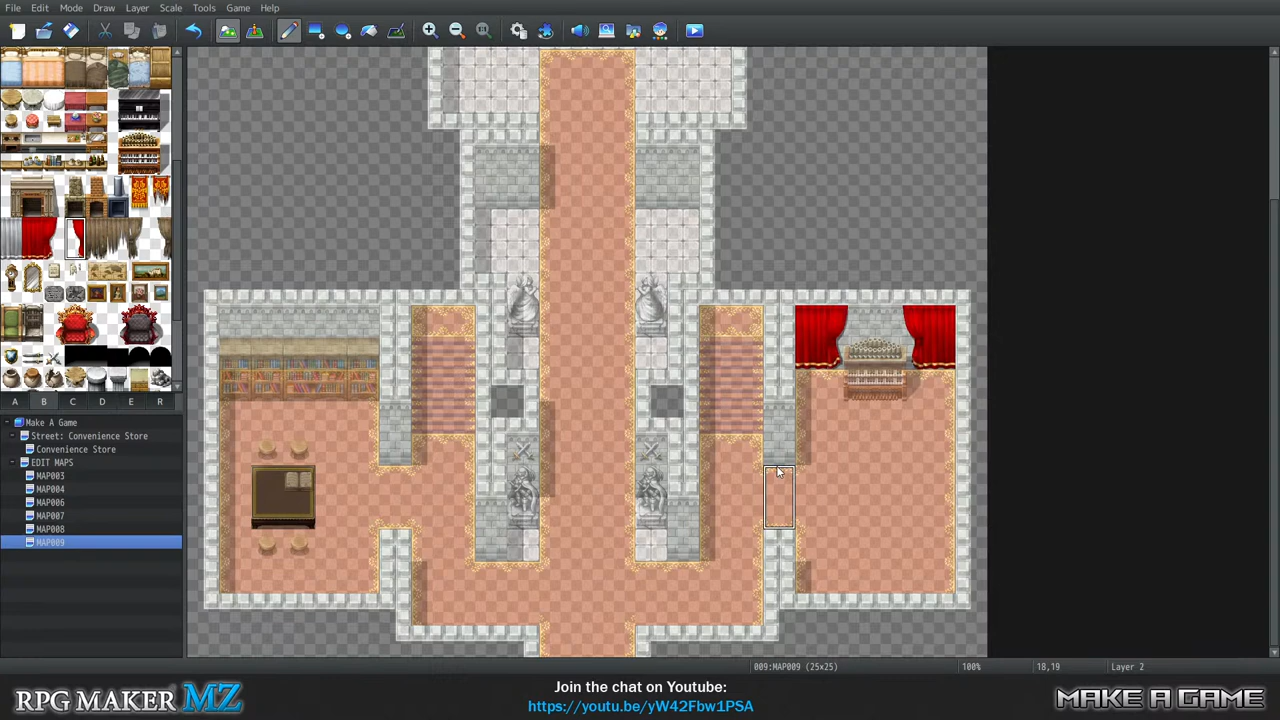 File Edit Mode Draw Layer Scale Tools Game Help
A B C D E R
Make A Game
Street: Convenience Store
Convenience Store
EDIT MAPS
MAP003
MAP004
MAP006
MAP007
MAP008
MAP009
009:MAP009 (25x25) 100% 18,19 Layer 2
RPG MAKER MZ
Join the chat on Youtube:
https://youtu.be/yW42Fbw1PSA
MAKE A GAME